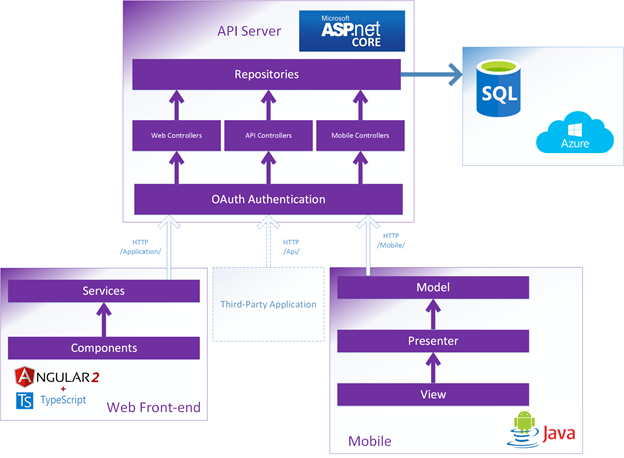 API Server
Microsoft
ASP.net
CORE
Repositories
Web Controllers
API Controllers
Mobile Controllers
OAuth Authentication
SQL
Azure
HTTP
/Application/
HTTP
/Api/
HTTP
/Mobile/
Services
Components
ANGULAR 2
+
TS TypeScript
Web Front-end
Third-Party Application
Model
Presenter
View
Java
Mobile